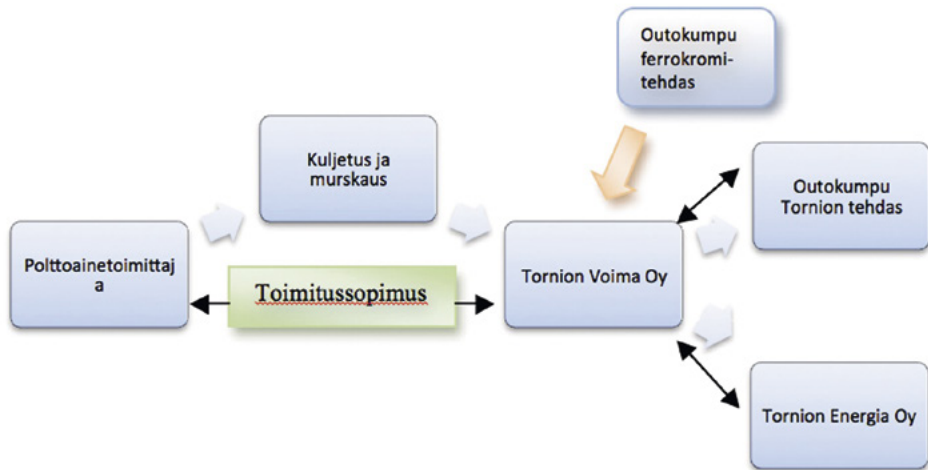 Outokumpu
ferrokromi-
tehdas
Kuljetus ja
murskaus
Outokumpu
Tornion tehdas
Polttoainetoimittaj
a
Toimitussopimus
Tornion Voima Oy
Tornion Energia Oy